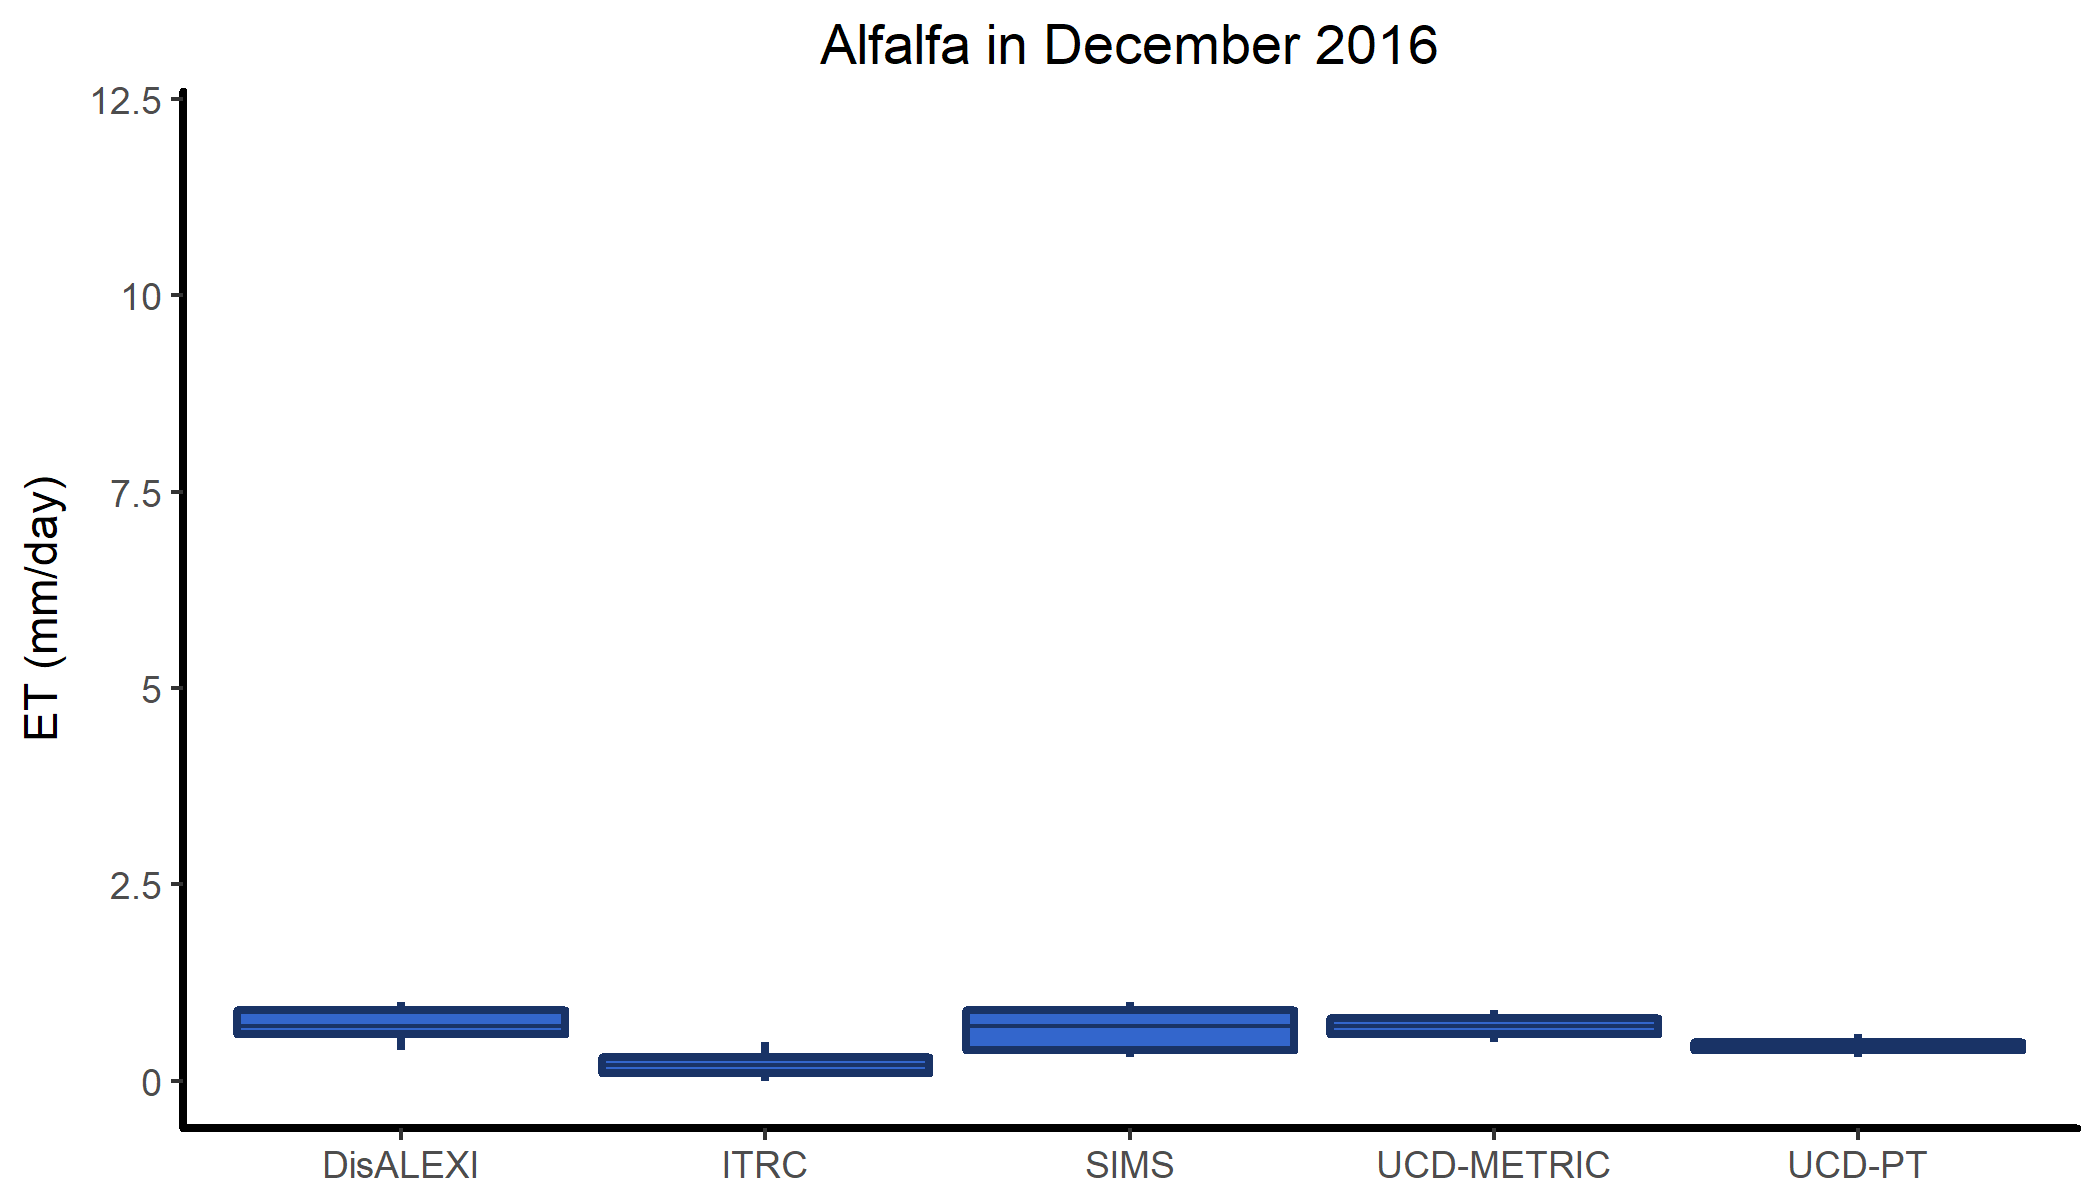 Alfalfa in December 2016
12.5
10
7.5
5
2.5
0
ET (mm/day)
DisALEXI ITRC SIMS UCD-METRIC UCD-PT